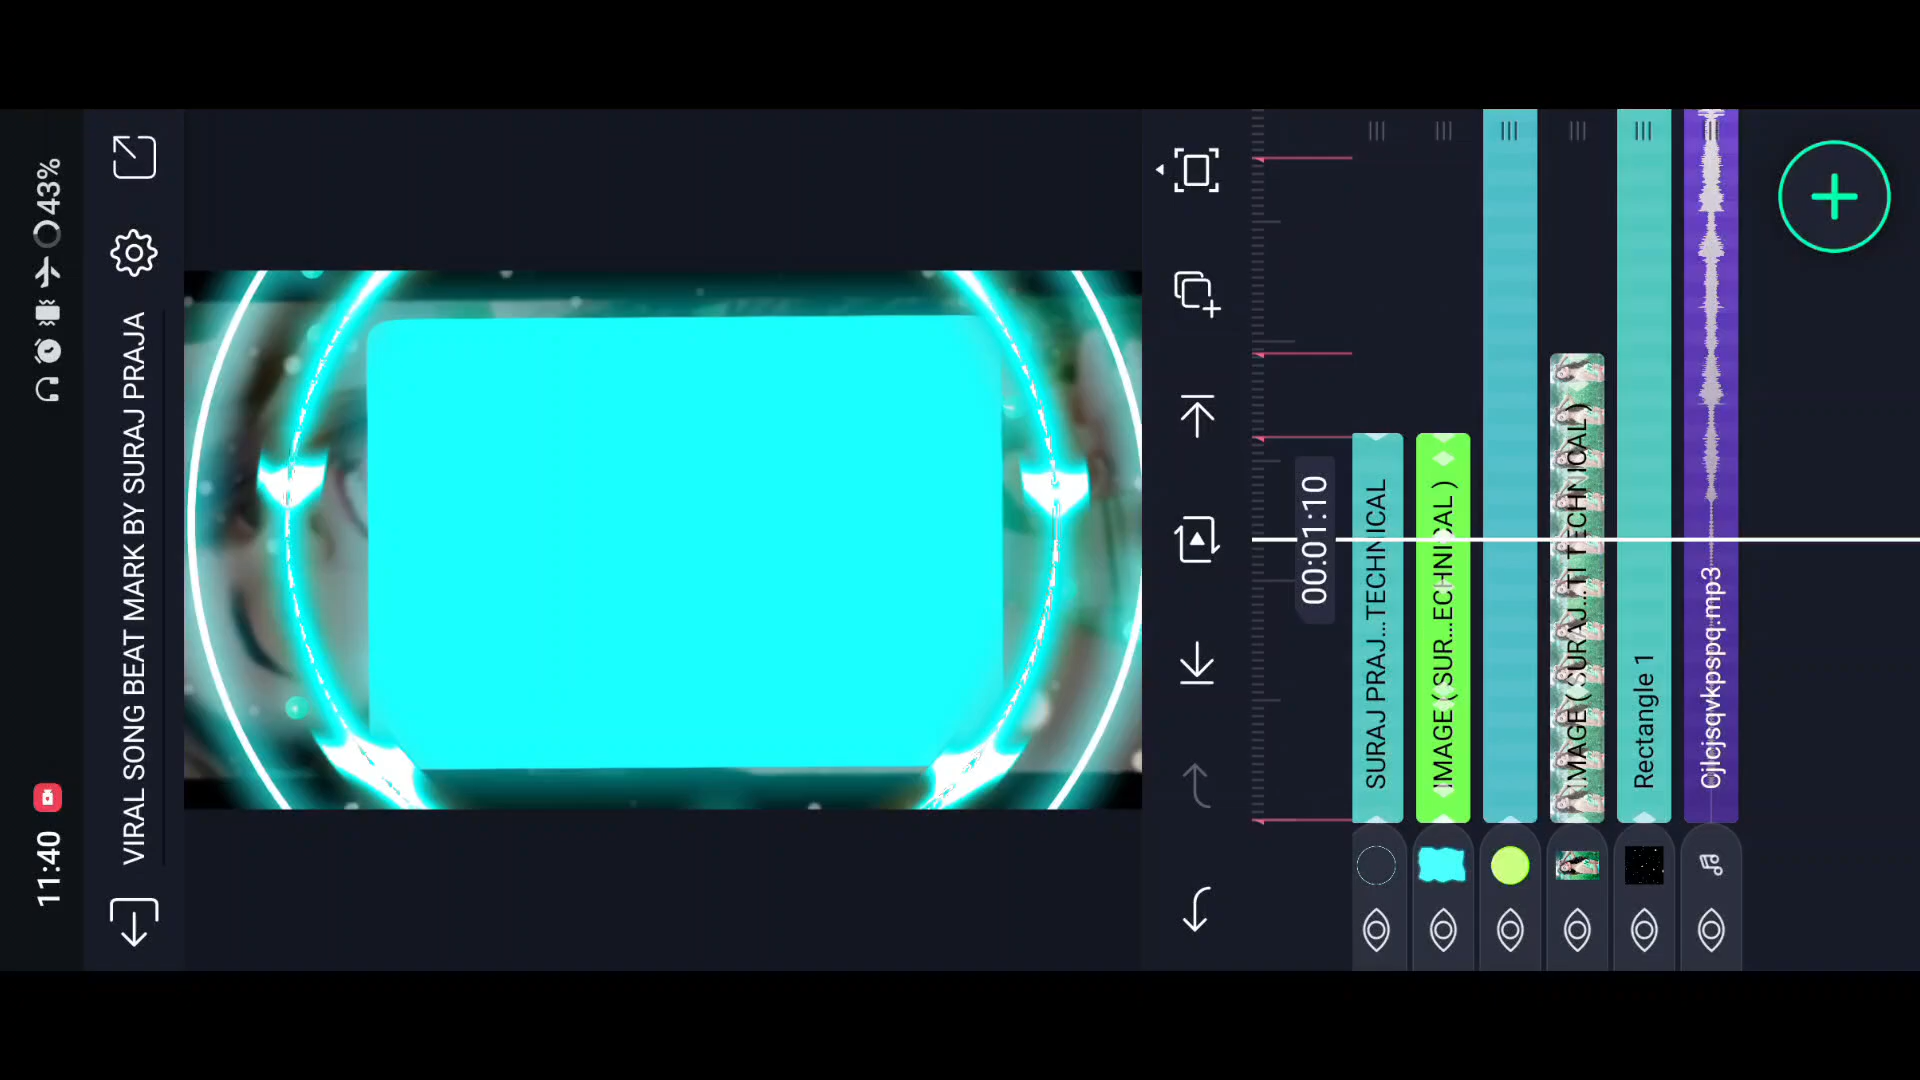 11:40
43%
VIRAL SONG BEAT MARK BY SURAJ PRAJA
00:01:10
SURAJ PRAJ...TECHNICAL
IMAGE ( SUR...ECHNICAL )
IMAGE ( SURAJ...TI TECHNICAL )
Rectangle 1
Cjlcjsqvkpspq.mp3